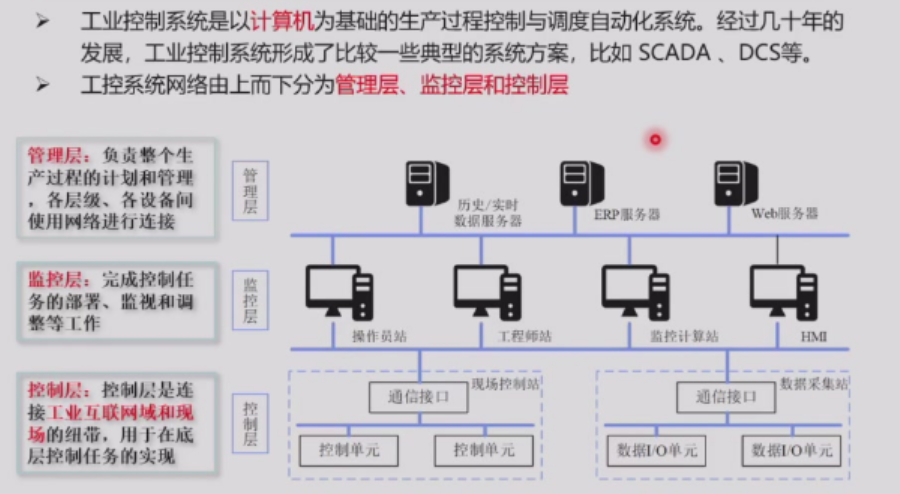 工业控制系统是以计算机为基础的生产过程控制与调度自动化系统。经过几十年的
发展，工业控制系统形成了比较一些典型的系统方案，比如 SCADA 、DCS等。
工控系统网络由上而下分为管理层、监控层和控制层
管理层：负责整个生
产过程的计划和管理
，各层级、各设备间
使用网络进行连接
管理层
历史/实时
数据服务器
ERP服务器
Web服务器
监控层：完成控制任
务的部署、监视和调
整等工作
监控层
操作员站
工程师站
监控计算站
HMI
控制层：控制层是连
接工业互联网域和现
场的纽带，用于在底
层控制任务的实现
控制层
现场控制站
通信接口
控制单元
控制单元
数据采集站
通信接口
数据I/O单元
数据I/O单元